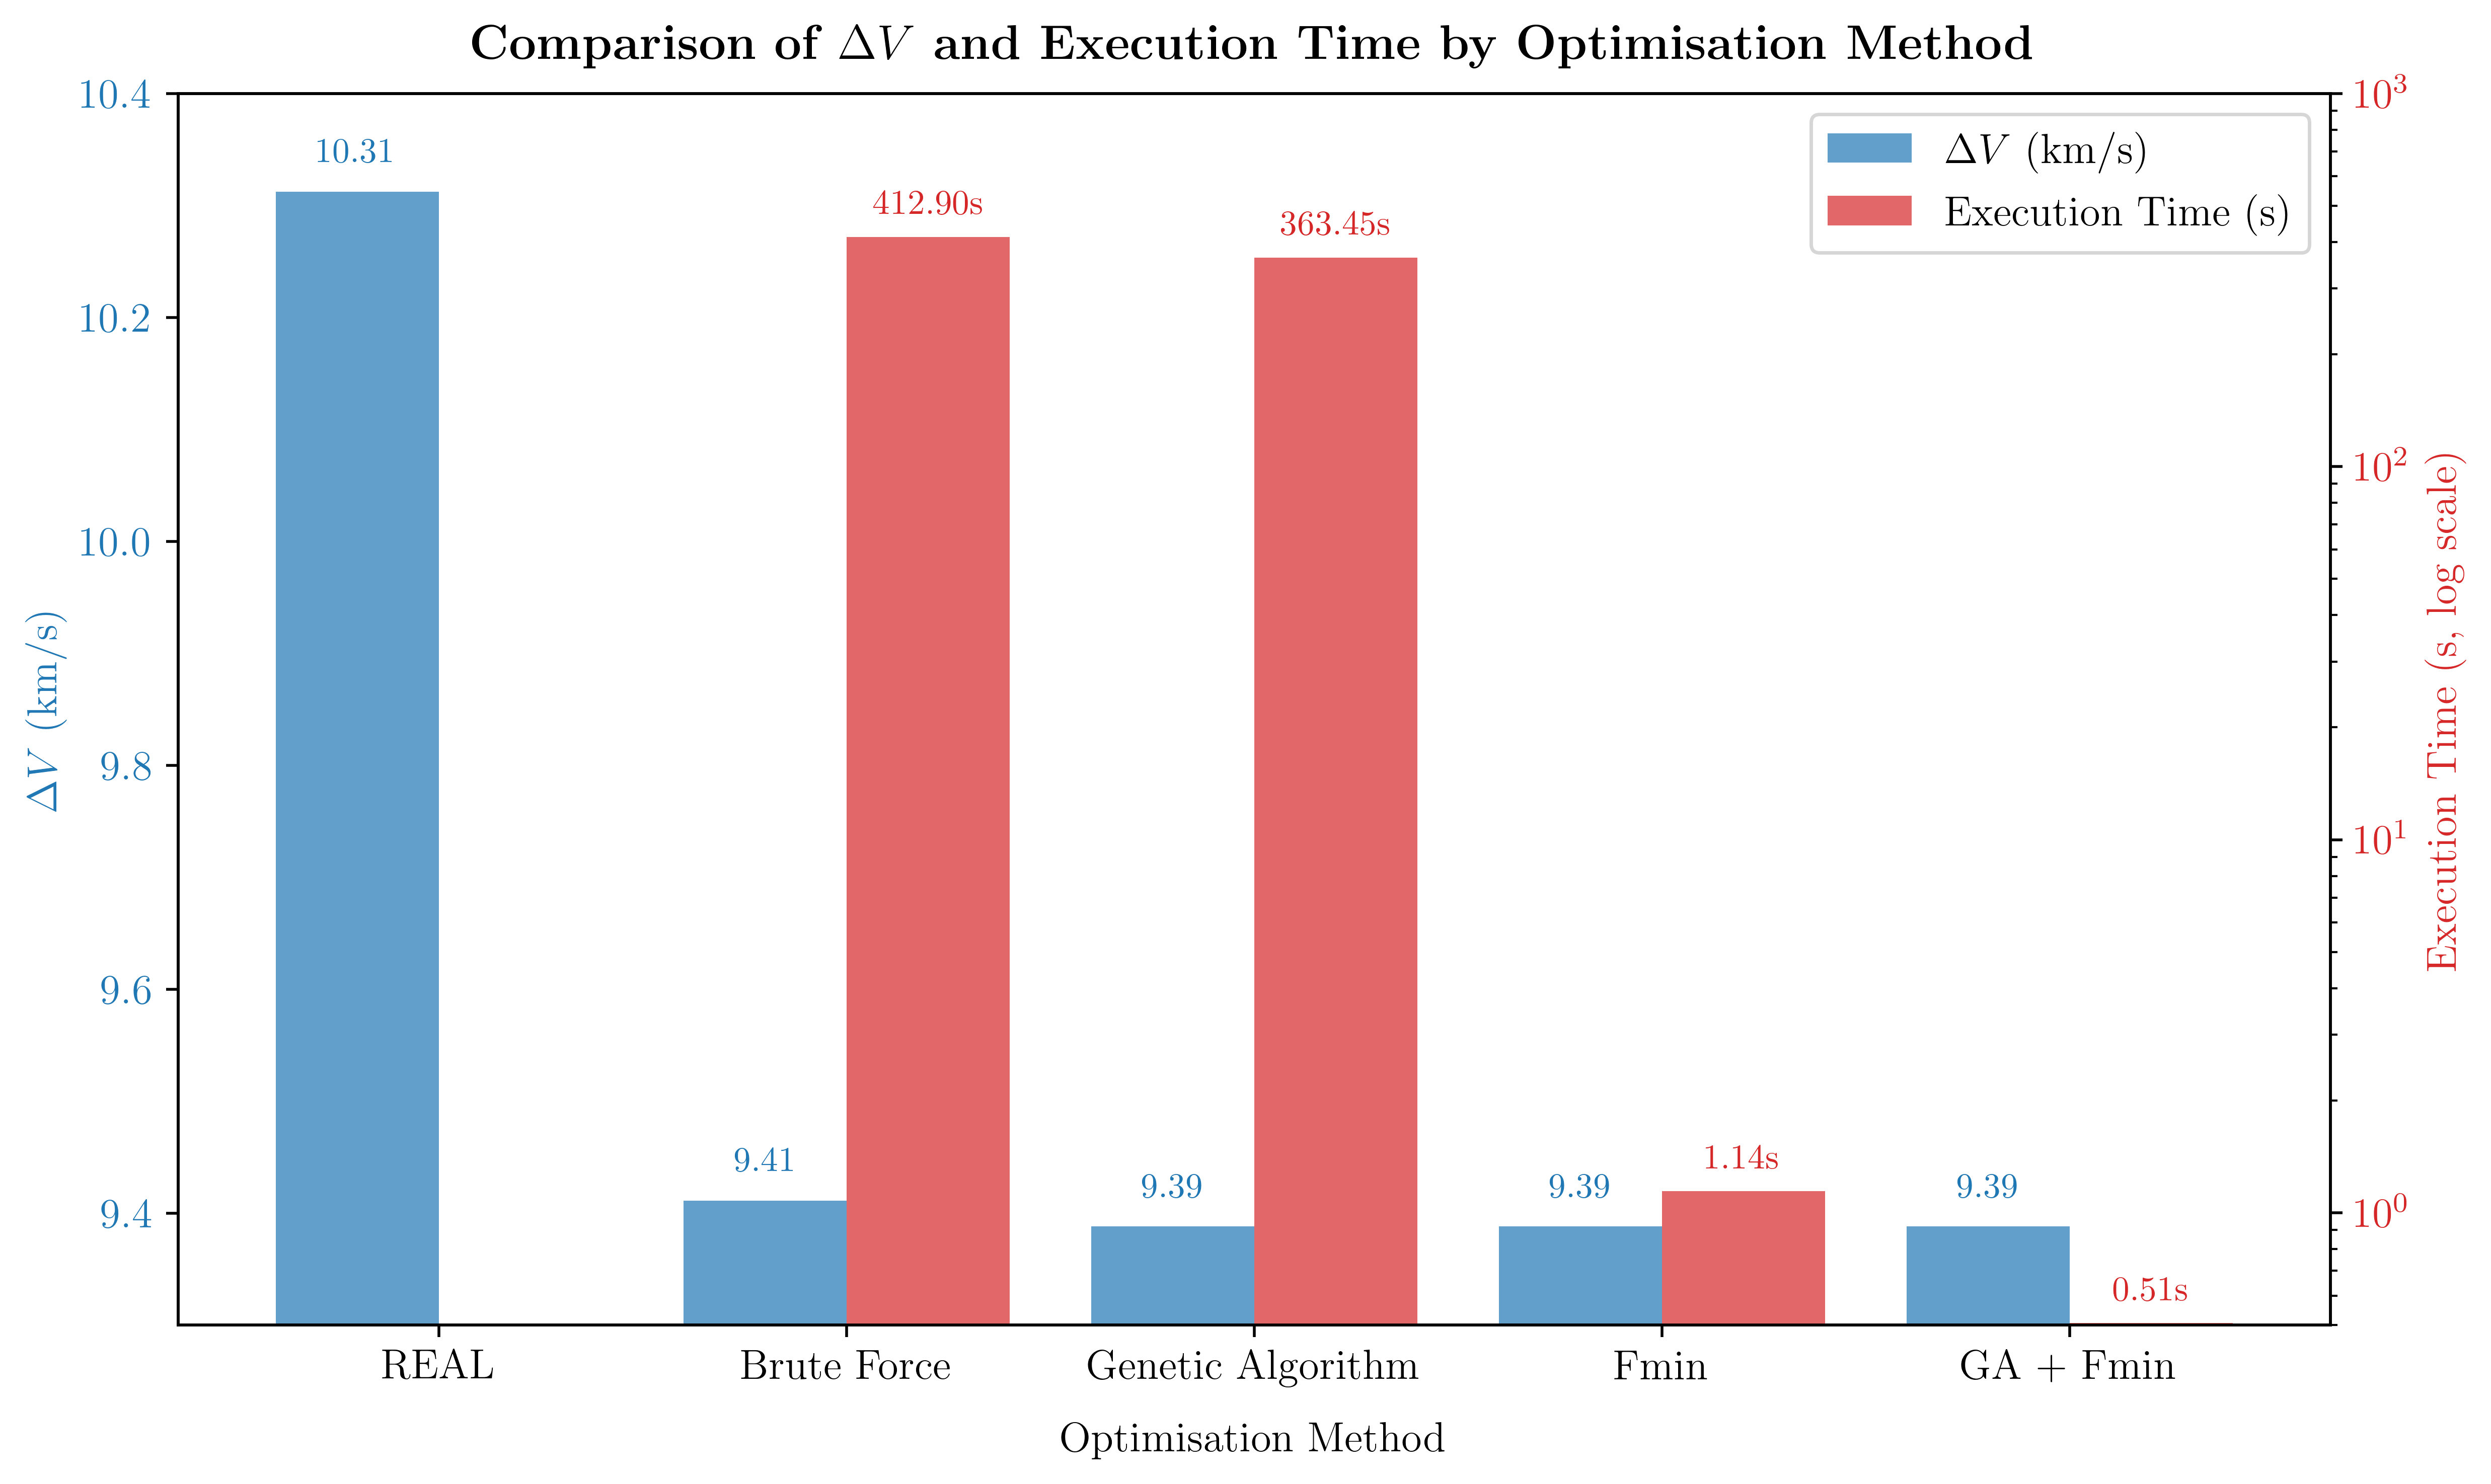 Comparison of ΔV and Execution Time by Optimisation Method
ΔV (km/s)
Execution Time (s)
10.4
10.2
10.0
9.8
9.6
9.4
ΔV (km/s)
10.31
9.41
412.90s
9.39
363.45s
9.39
1.14s
9.39
0.51s
10³
10²
10¹
10⁰
Execution Time (s, log scale)
REAL
Brute Force
Genetic Algorithm
Fmin
GA + Fmin
Optimisation Method